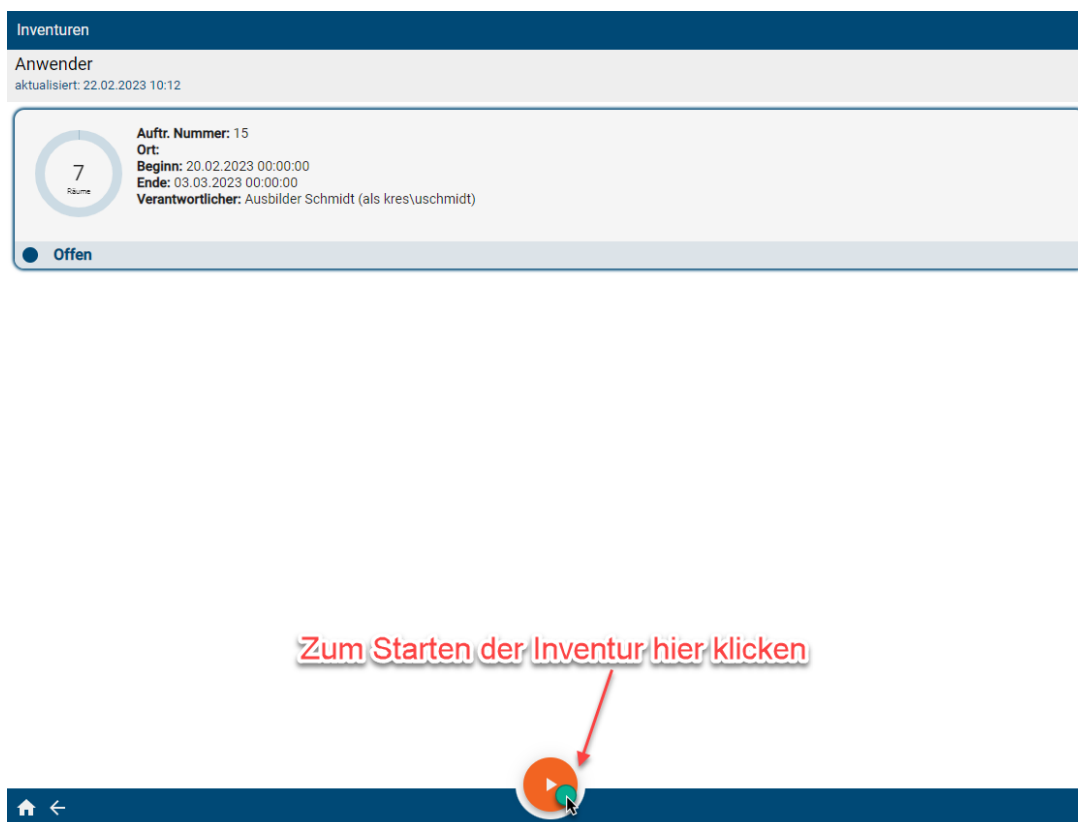 Inventuren
Anwender
aktualisiert: 22.02.2023 10:12
7
Räume
Auftr. Nummer: 15
Ort:
Beginn: 20.02.2023 00:00:00
Ende: 03.03.2023 00:00:00
Verantwortlicher: Ausbilder Schmidt (als kres\uschmidt)
Offen
Zum Starten der Inventur hier klicken